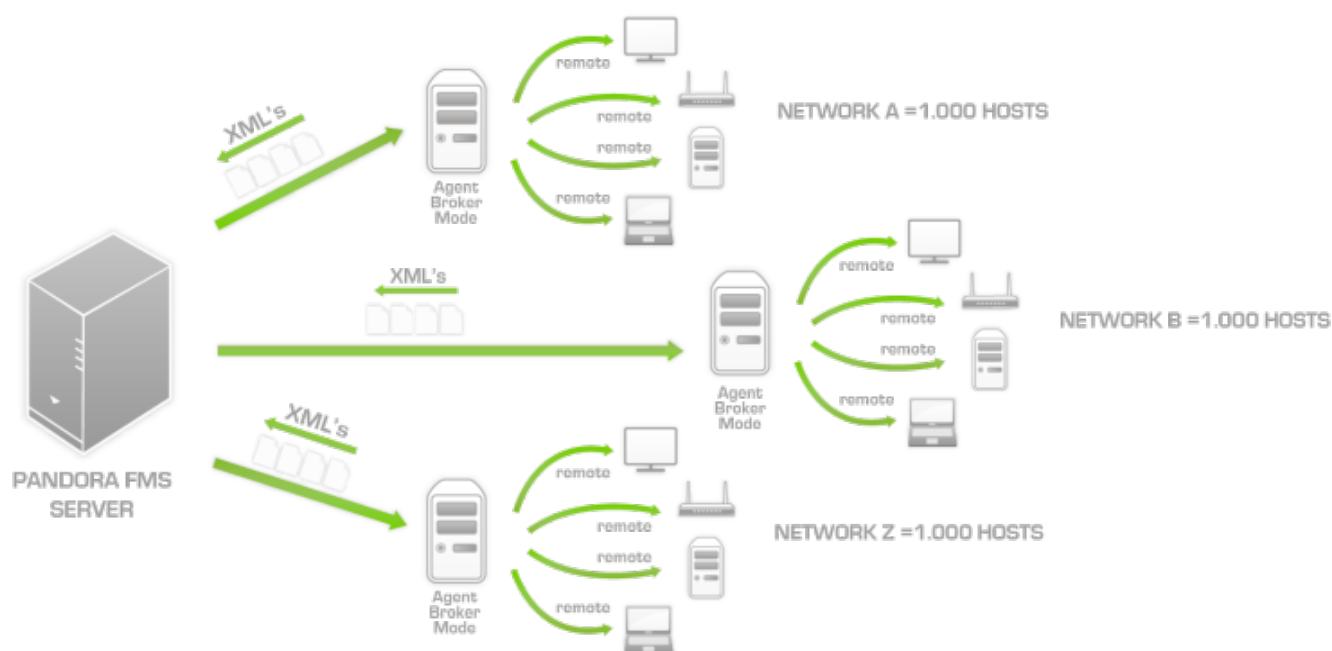 remote
remote
remote
remote
NETWORK A =1.000 HOSTS
XML's
Agent
Broker
Mode
XML's
remote
remote
remote
remote
NETWORK B =1.000 HOSTS
Agent
Broker
Mode
XML's
PANDORA FMS
SERVER
remote
remote
remote
remote
NETWORK Z =1.000 HOSTS
Agent
Broker
Mode